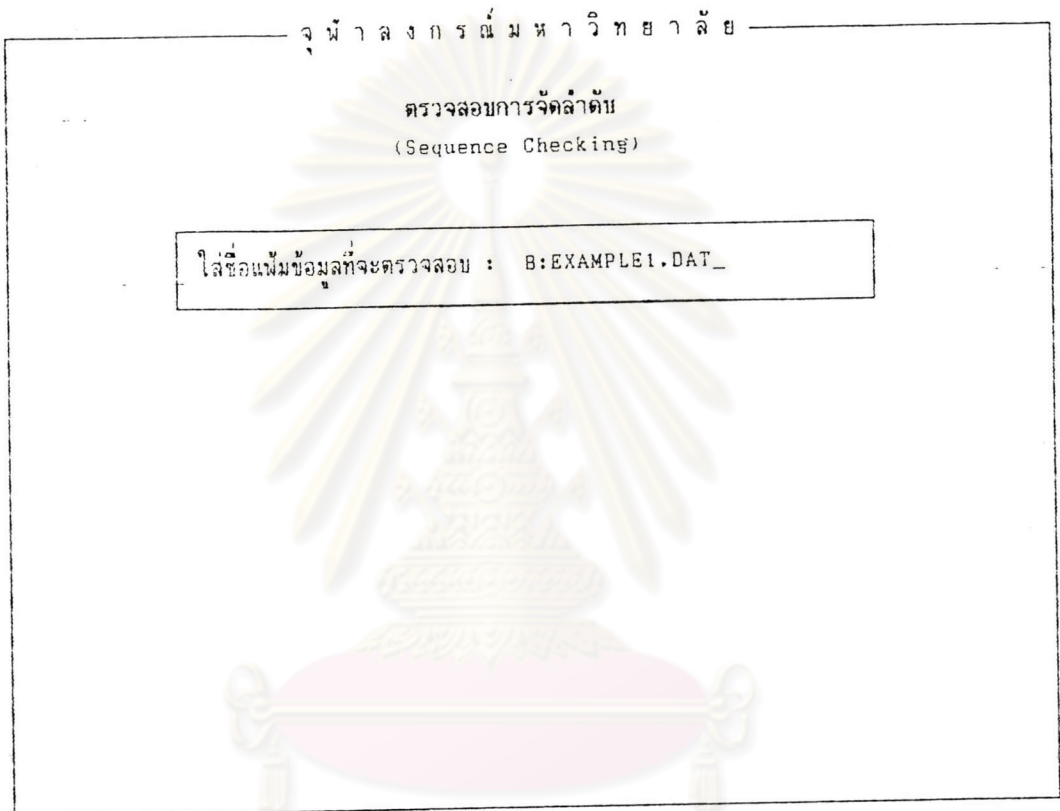 จุฬาลงกรณ์มหาวิทยาลัย
ตรวจสอบการจัดลำดับ
(Sequence Checking)
ใส่ชื่อแฟ้มข้อมูลที่จะตรวจสอบ : B:EXAMPLE1.DAT_